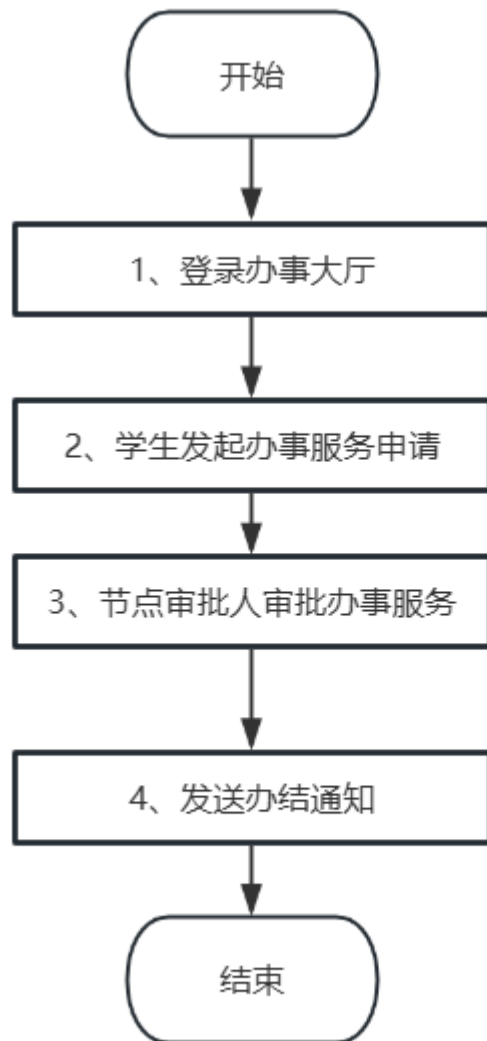 开始
1、登录办事大厅
2、学生发起办事服务申请
3、节点审批人审批办事服务
4、发送办结通知
结束